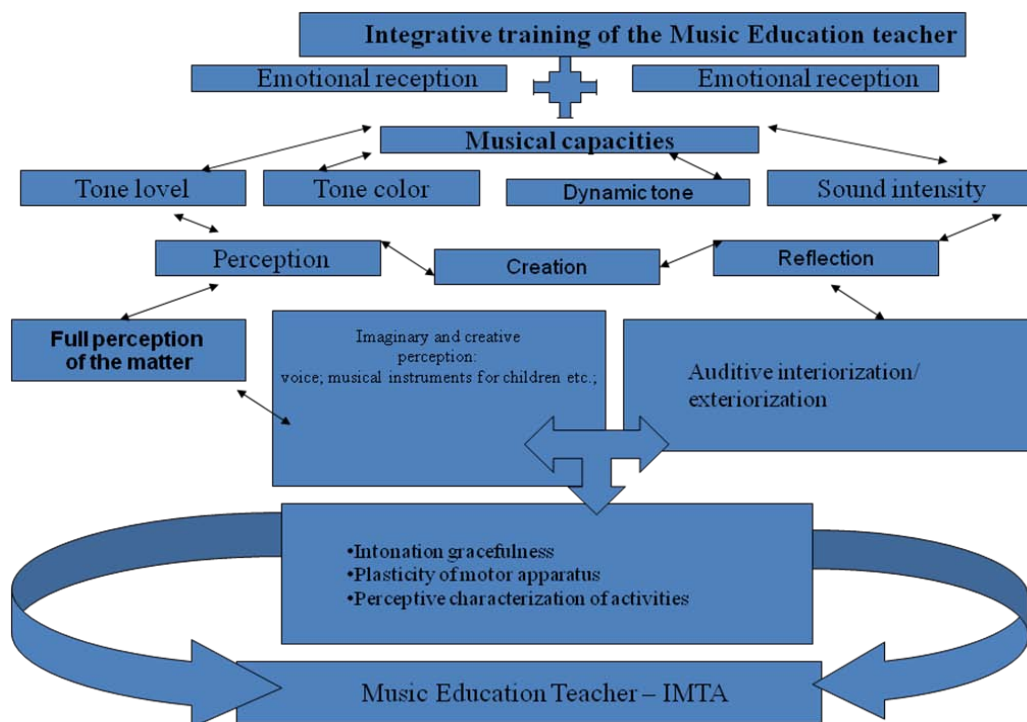 Integrative training of the Music Education teacher
Emotional reception
Emotional reception
Musical capacities
Tone lovel
Tone color
Dynamic tone
Sound intensity
Perception
Creation
Reflection
Full perception
of the matter
Imaginary and creative
perception:
voice; musical instruments for children etc.;
Auditive interiorization/
exteriorization
•Intonation gracefulness
•Plasticity of motor apparatus
•Perceptive characterization of activities
Music Education Teacher – IMTA